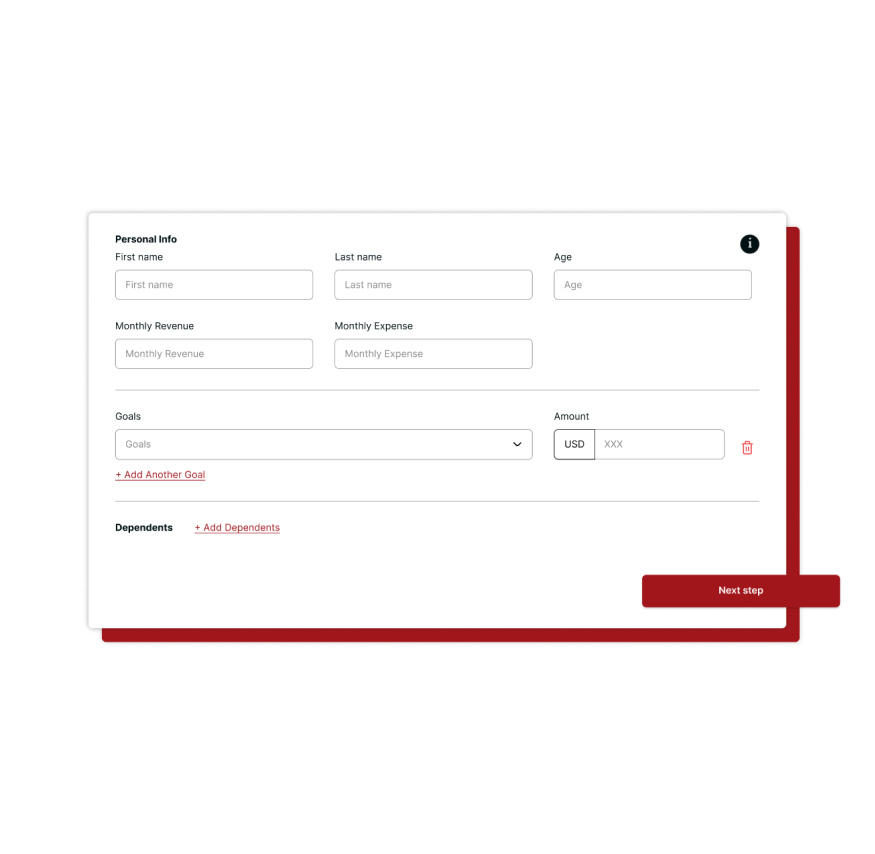 Personal Info
i
First name Last name Age
First name Last name Age
Monthly Revenue Monthly Expense
Monthly Revenue Monthly Expense
Goals Amount
Goals USD XXX
+ Add Another Goal
Dependents + Add Dependents
Next step